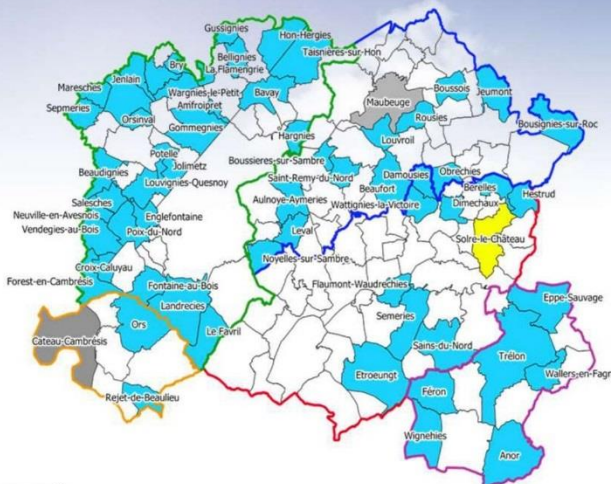 Gussignies
Hon-Hergies
Taisnières-sur-Hon
Bellignies
La Flamengrie
Bry
Jenlain
Maresches
Wargnies-le-Petit
Bavay
Sepmeries
Amfroipret
Orsinval
Gommegnies
Maubeuge
Boussois
Jeumont
Rousies
Bousignies-sur-Roc
Hargnies
Louvroil
Potelle
Jolimetz
Boussieres-sur-Sambre
Beaudignies
Louvignies-Quesnoy
Saint-Remy-du-Nord
Damousies
Obrechies
Beaufort
Berelles
Hestrud
Salesches
Aulnoye-Aymeries
Wattignies-la-Victoire
Dimechaux
Neuville-en-Avesnois
Englefontaine
Vendegies-au-Bois
Poix-du-Nord
Leval
Solre-le-Château
Noyelles-sur-Sambre
Croix-Caluyau
Forest-en-Cambrésis
Fontaine-au-Bois
Flaumont-Waudrechies
Eppe-Sauvage
Landrecies
Semeries
Ors
Le Favril
Cateau-Cambrésis
Sains-du-Nord
Trélon
Wallers-en-Fagn
Etroeungt
Féron
Rejet-de-Beaulieu
Wignehies
Anor